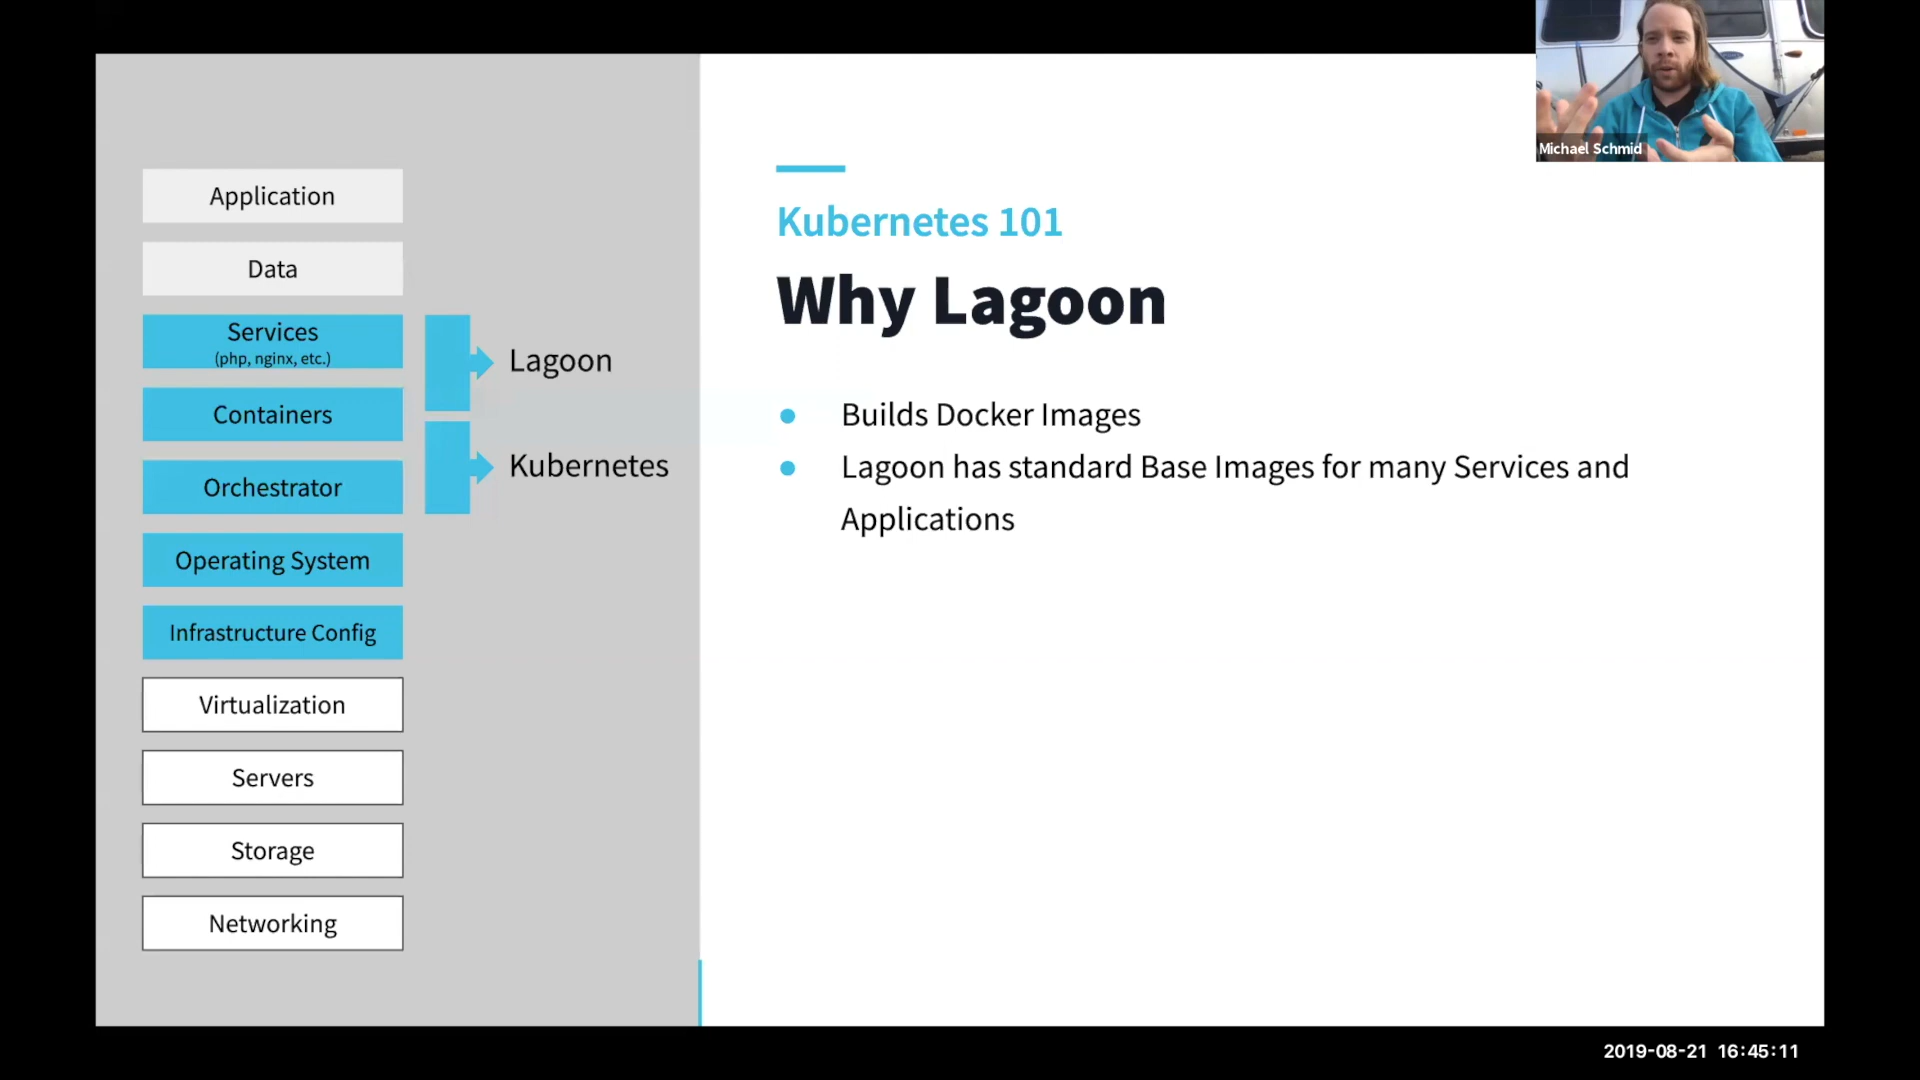 Application
Data
Services
(php, nginx, etc.)
Containers
Orchestrator
Operating System
Infrastructure Config
Virtualization
Servers
Storage
Networking
Lagoon
Kubernetes
Kubernetes 101
Why Lagoon
● Builds Docker Images
● Lagoon has standard Base Images for many Services and
Applications
Michael Schmid
2019-08-21 16:45:11